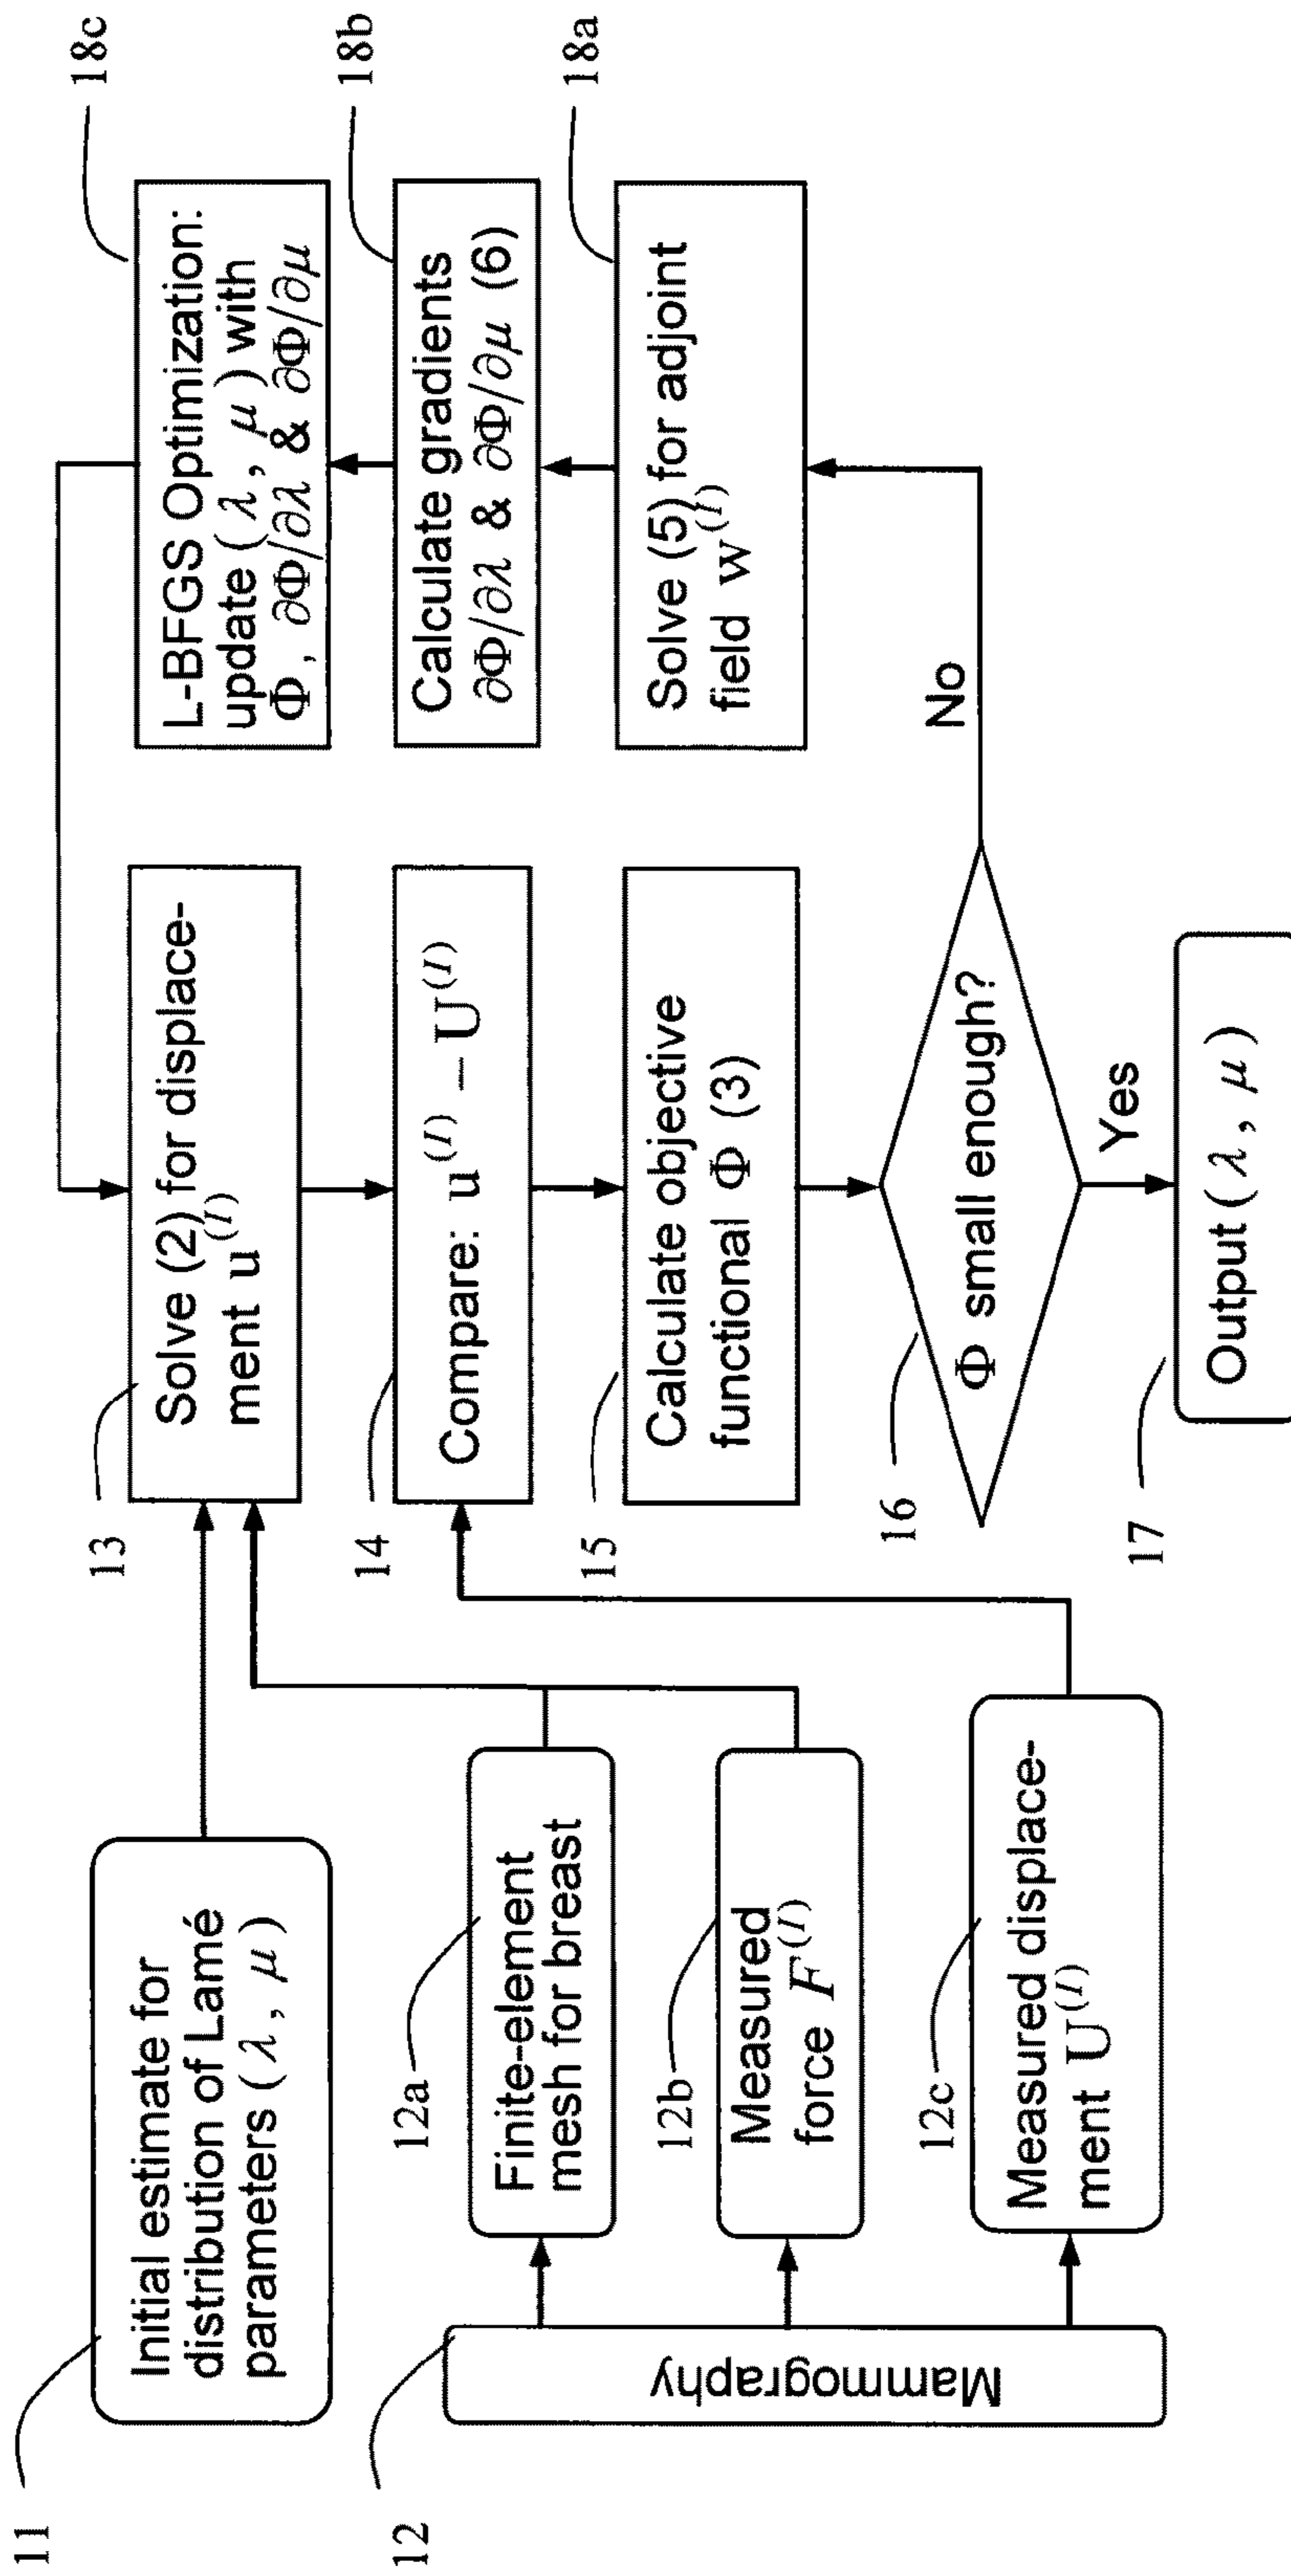 11
Initial estimate for
distribution of Lamé
parameters ( λ , μ )
12
Mammography
12a
Finite-element
mesh for breast
12b
Measured
force F^(I)
12c
Measured displace-
ment U^(I)
13
Solve (2) for displace-
ment u^(I)
14
Compare: u^(I) − U^(I)
15
Calculate objective
functional Φ (3)
16
Φ small enough?
Yes
No
17
Output ( λ , μ )
18a
Solve (5) for adjoint
field w^(I)
18b
Calculate gradients
∂Φ/∂λ & ∂Φ/∂μ (6)
18c
L-BFGS Optimization:
update ( λ , μ ) with
Φ , ∂Φ/∂λ & ∂Φ/∂μ